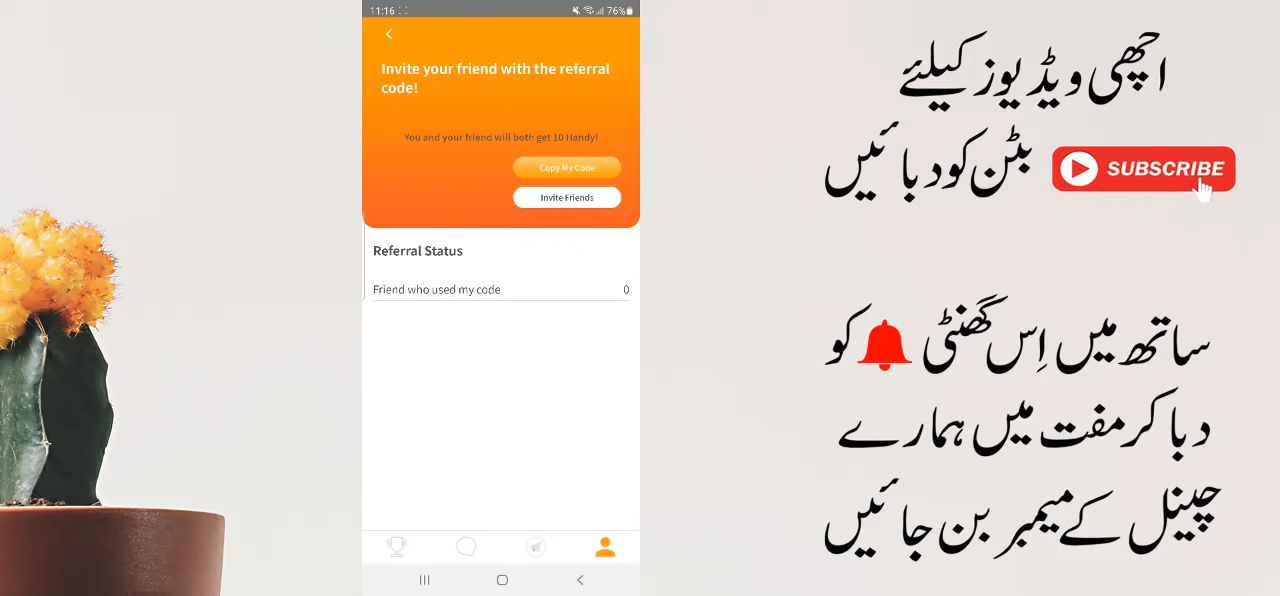 11:16
76%
Invite your friend with the referral
code!
You and your friend will both get 10 Handy!
Copy My Code
Invite Friends
Referral Status
Friend who used my code 0
اچھی ویڈیوز کیلئے
SUBSCRIBE بٹن کو دبائیں
ساتھ میں اِس گھنٹی کو
دبا کر مفت میں ہمارے
چینل کے میمبر بن جائیں